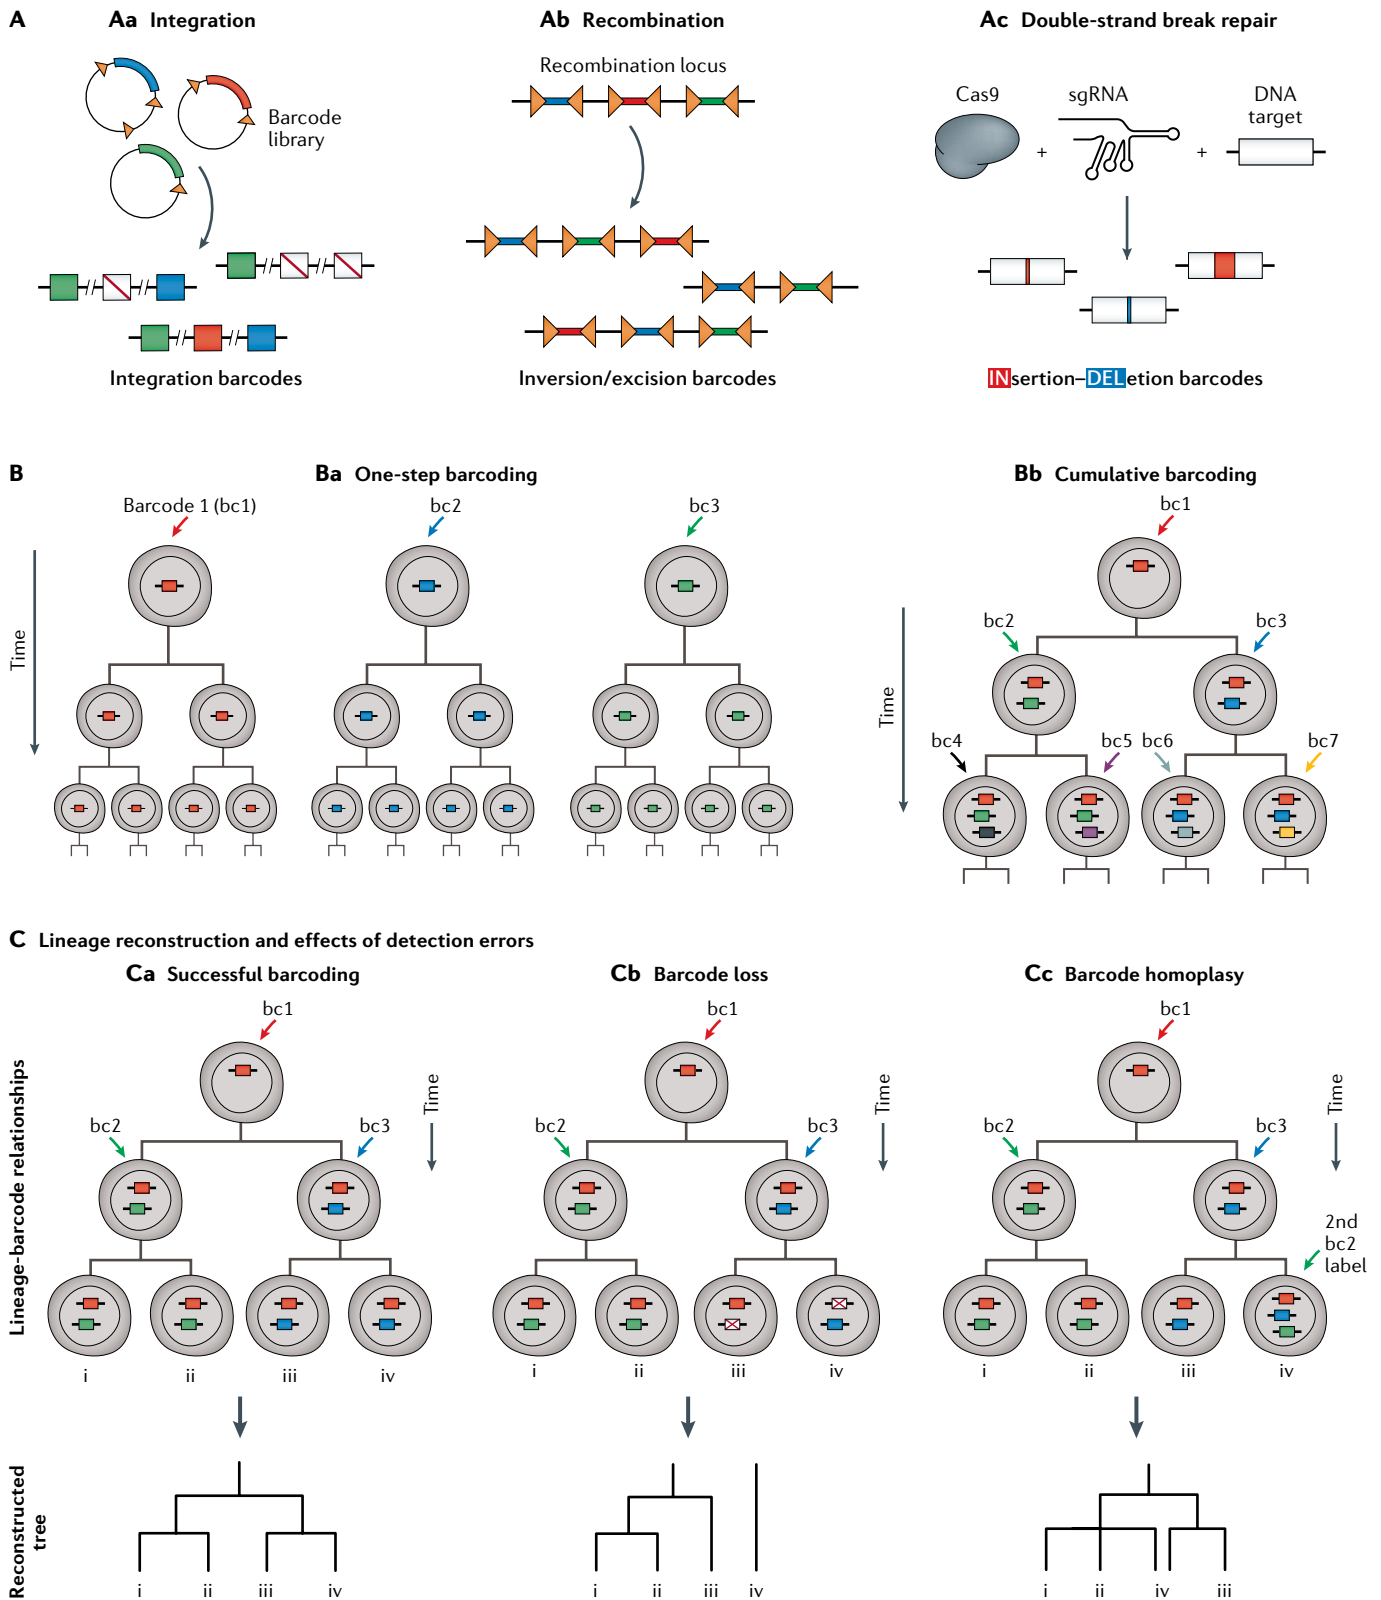 A
Aa Integration
Barcode
library
Integration barcodes
Ab Recombination
Recombination locus
Inversion/excision barcodes
Ac Double-strand break repair
Cas9
sgRNA
DNA
target
+
+
INsertion–DELetion barcodes
B
Ba One-step barcoding
Barcode 1 (bc1)
bc2
bc3
Time
Bb Cumulative barcoding
bc1
bc2
bc3
Time
bc4
bc5
bc6
bc7
C Lineage reconstruction and effects of detection errors
Lineage-barcode relationships
Ca Successful barcoding
bc1
Time
bc2
bc3
i
ii
iii
iv
Cb Barcode loss
bc1
Time
bc2
bc3
i
ii
iii
iv
Cc Barcode homoplasy
bc1
Time
bc2
bc3
2nd
bc2
label
i
ii
iii
iv
Reconstructed
tree
i
ii
iii
iv
i
ii
iii
iv
i
ii
iv
iii